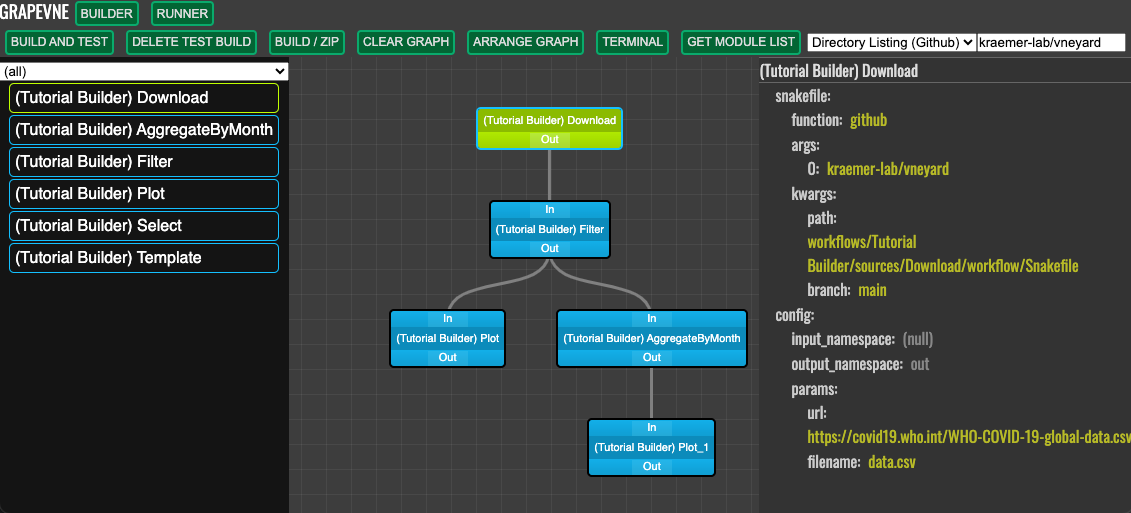 GRAPEVNE BUILDER RUNNER
BUILD AND TEST DELETE TEST BUILD BUILD / ZIP CLEAR GRAPH ARRANGE GRAPH TERMINAL GET MODULE LIST Directory Listing (Github) kraemer-lab/vneyard
(all)
(Tutorial Builder) Download
(Tutorial Builder) AggregateByMonth
(Tutorial Builder) Filter
(Tutorial Builder) Plot
(Tutorial Builder) Select
(Tutorial Builder) Template
(Tutorial Builder) Download
Out
In
(Tutorial Builder) Filter
Out
In
(Tutorial Builder) Plot
Out
In
(Tutorial Builder) AggregateByMonth
Out
In
(Tutorial Builder) Plot_1
Out
(Tutorial Builder) Download
snakefile:
function: github
args:
0: kraemer-lab/vneyard
kwargs:
path:
workflows/Tutorial
Builder/sources/Download/workflow/Snakefile
branch: main
config:
input_namespace: (null)
output_namespace: out
params:
url:
https://covid19.who.int/WHO-COVID-19-global-data.csv
filename: data.csv